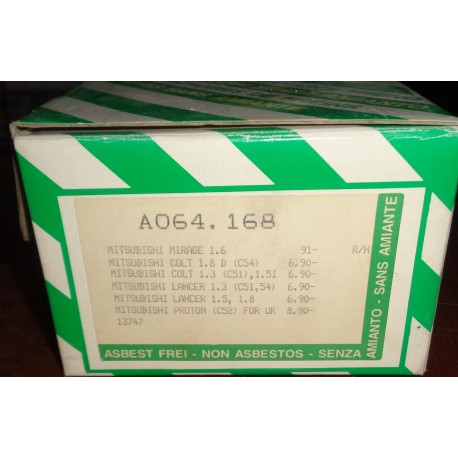 A064.168
MITSUBISHI MIRAGE 1.6 91- R/H
MITSUBISHI COLT 1.8 D (C54) 6.90-
MITSUBISHI COLT 1.3 (C51),1.5I 6.90-
MITSUBISHI LANCER 1.3 (C51,54) 6.90-
MITSUBISHI LANCER 1.5, 1.8 6.90-
MITSUBISHI PROTON (C52) FOR UK 8.90-
13747
ASBEST FREI - NON ASBESTOS - SENZA
AMIANTO - SANS AMIANTE